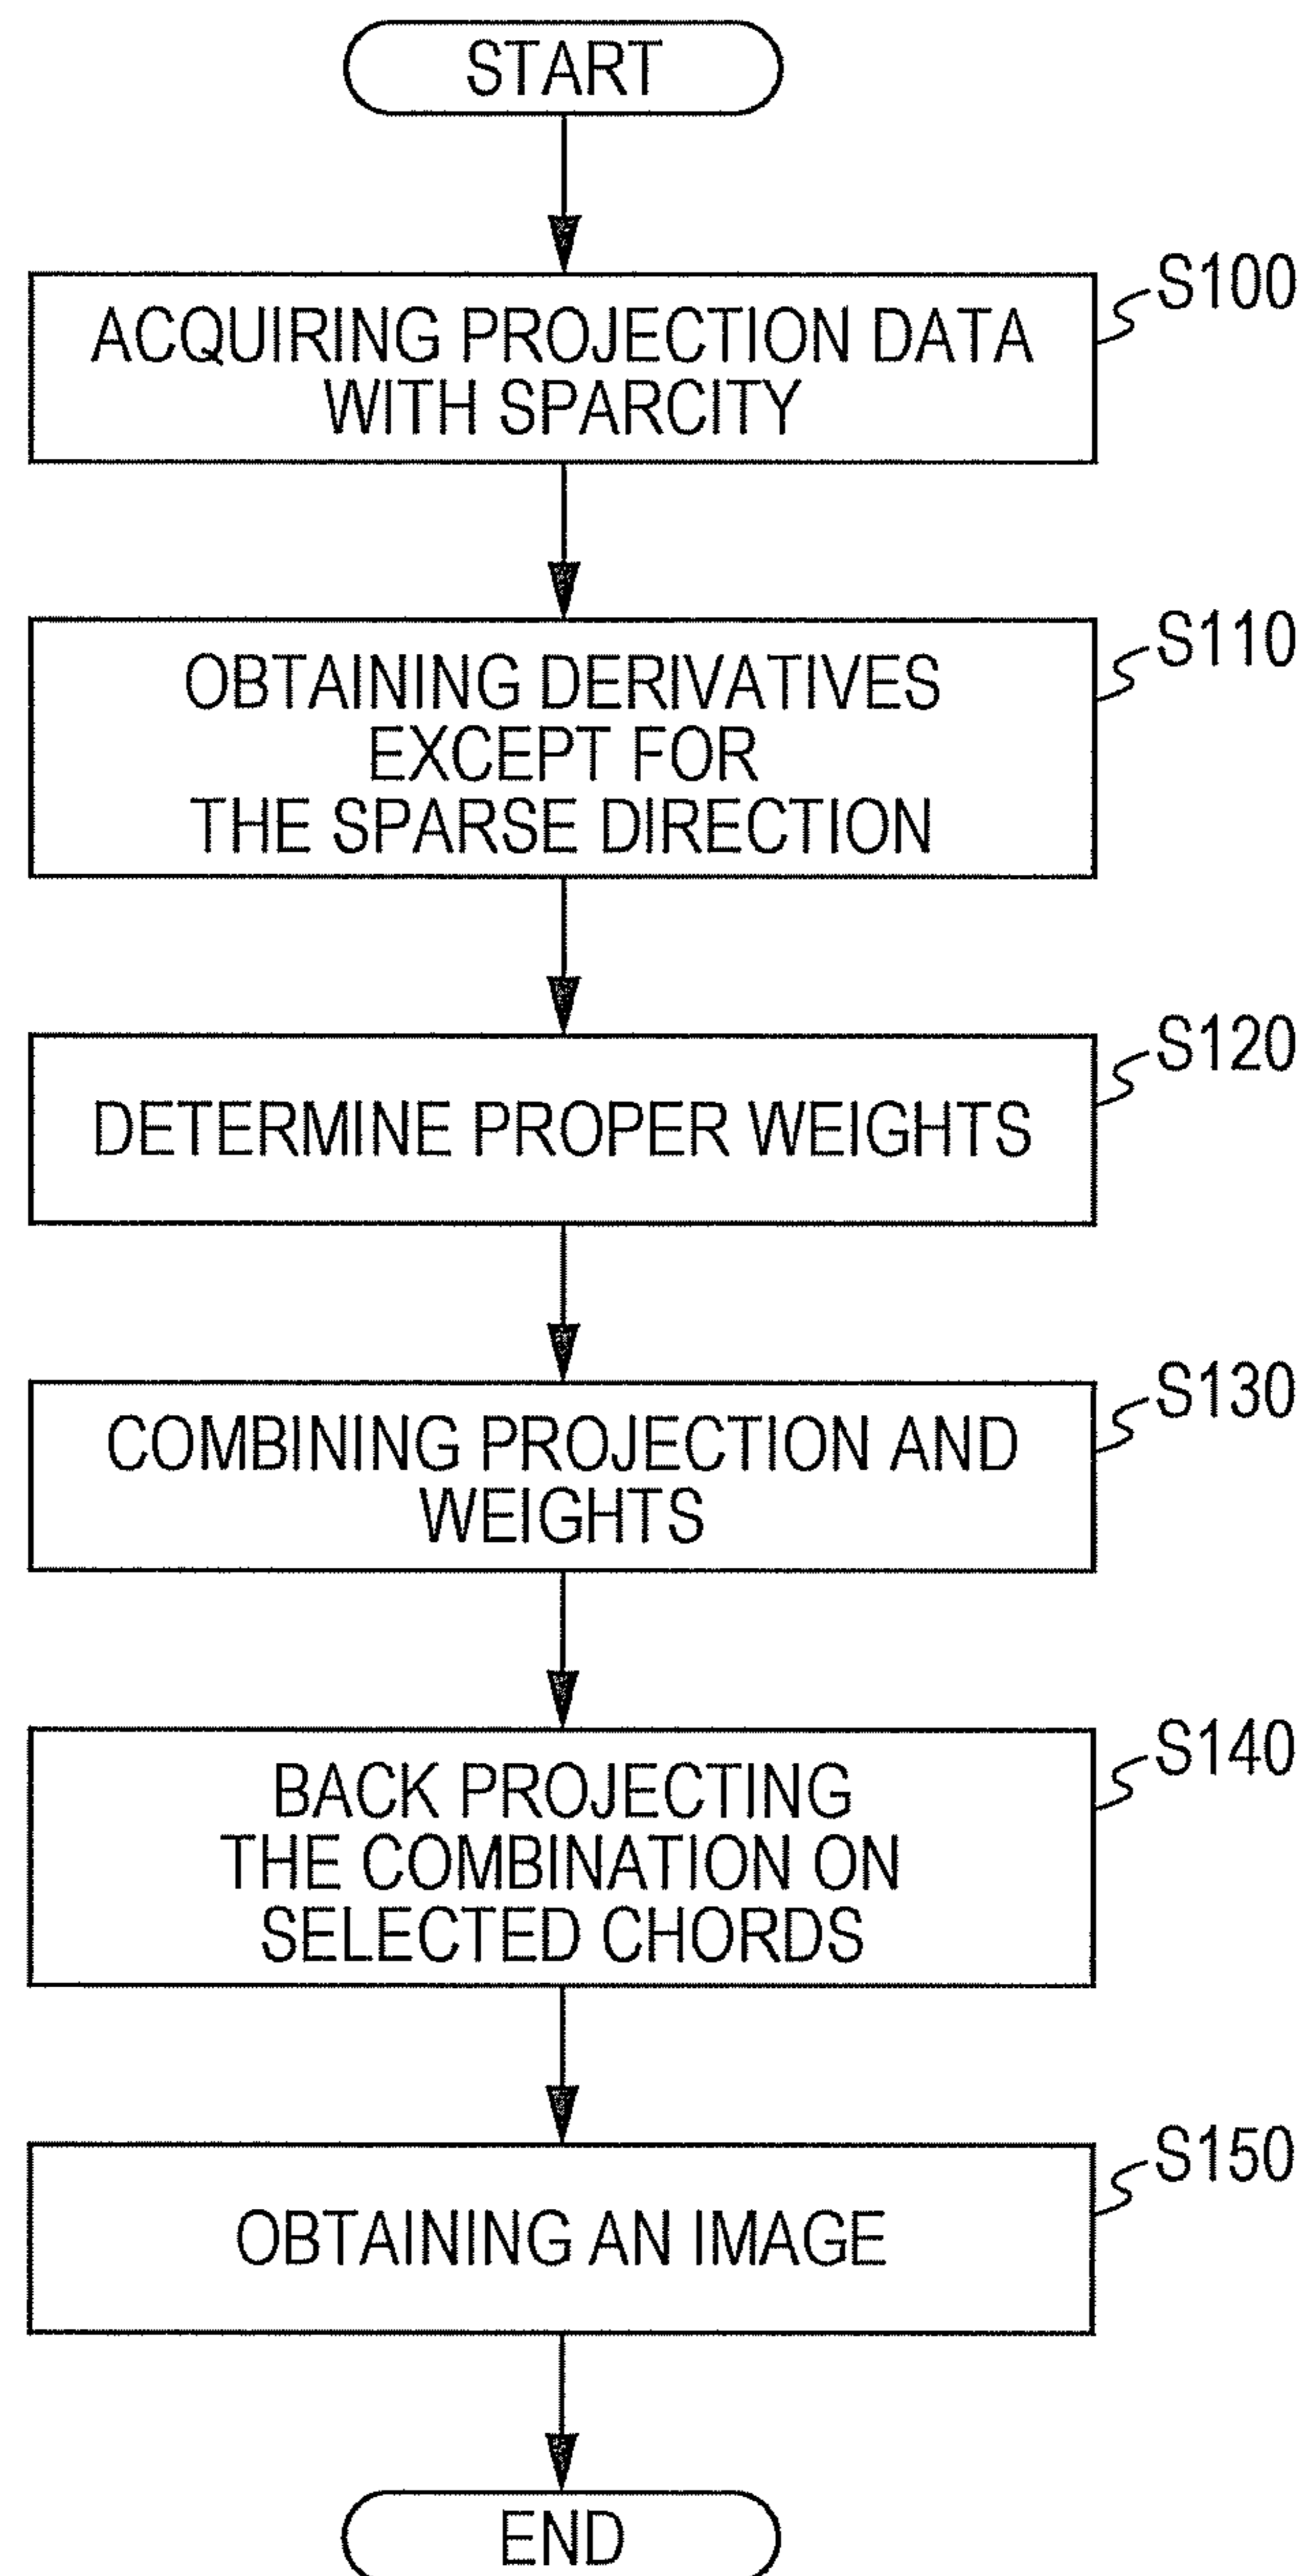 START
ACQUIRING PROJECTION DATA
WITH SPARCITY
S100
OBTAINING DERIVATIVES
EXCEPT FOR
THE SPARSE DIRECTION
S110
DETERMINE PROPER WEIGHTS
S120
COMBINING PROJECTION AND
WEIGHTS
S130
BACK PROJECTING
THE COMBINATION ON
SELECTED CHORDS
S140
OBTAINING AN IMAGE
S150
END